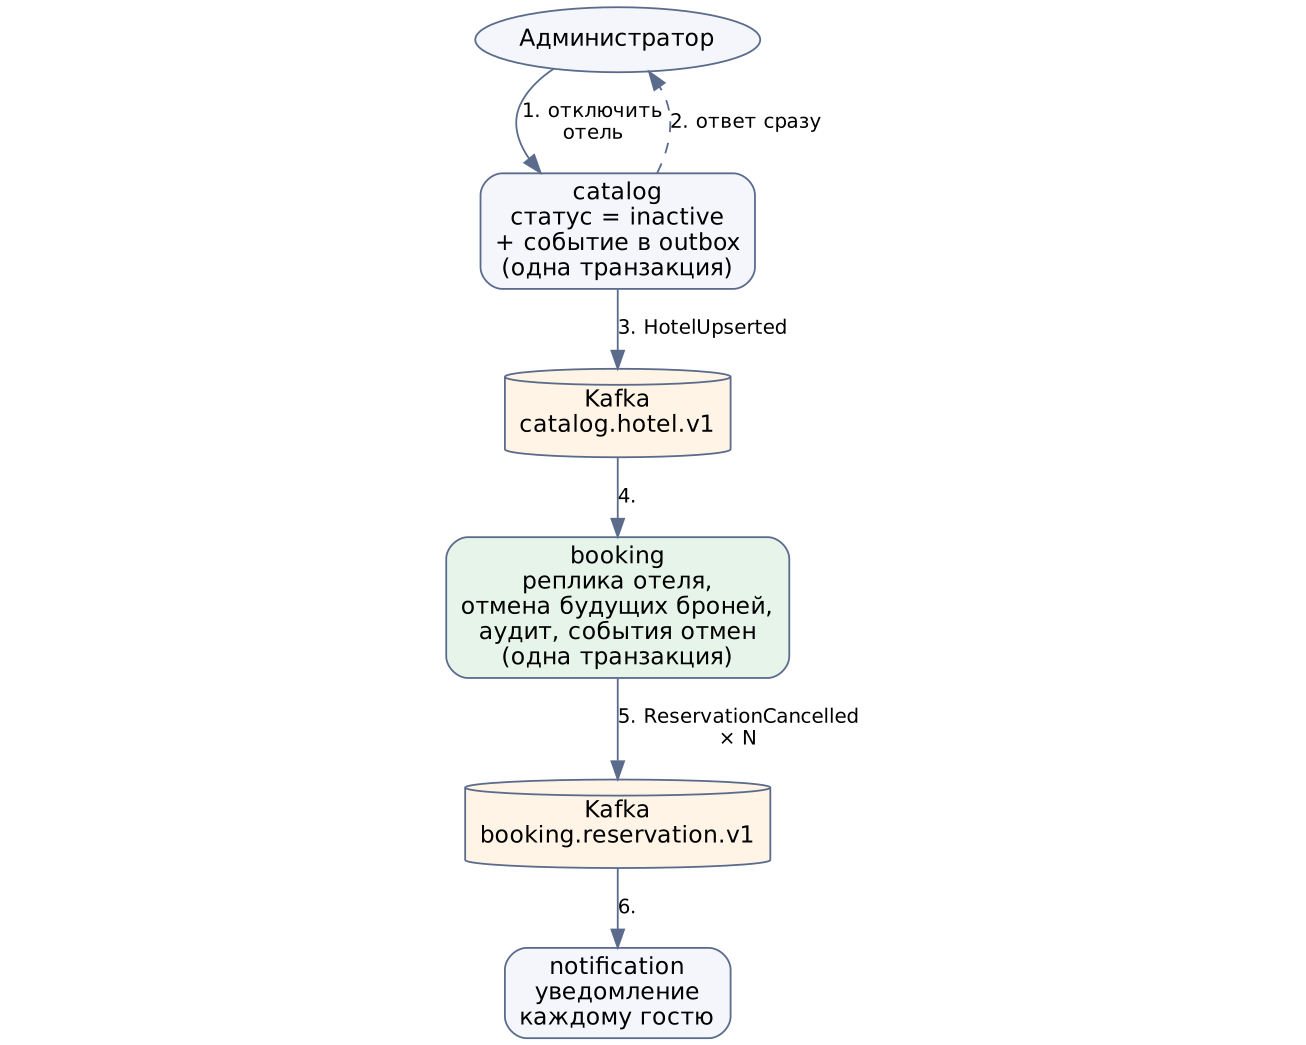 Администратор
1. отключить
отель
2. ответ сразу
catalog
статус = inactive
+ событие в outbox
(одна транзакция)
3. HotelUpserted
Kafka
catalog.hotel.v1
4.
booking
реплика отеля,
отмена будущих броней,
аудит, события отмен
(одна транзакция)
5. ReservationCancelled
× N
Kafka
booking.reservation.v1
6.
notification
уведомление
каждому гостю